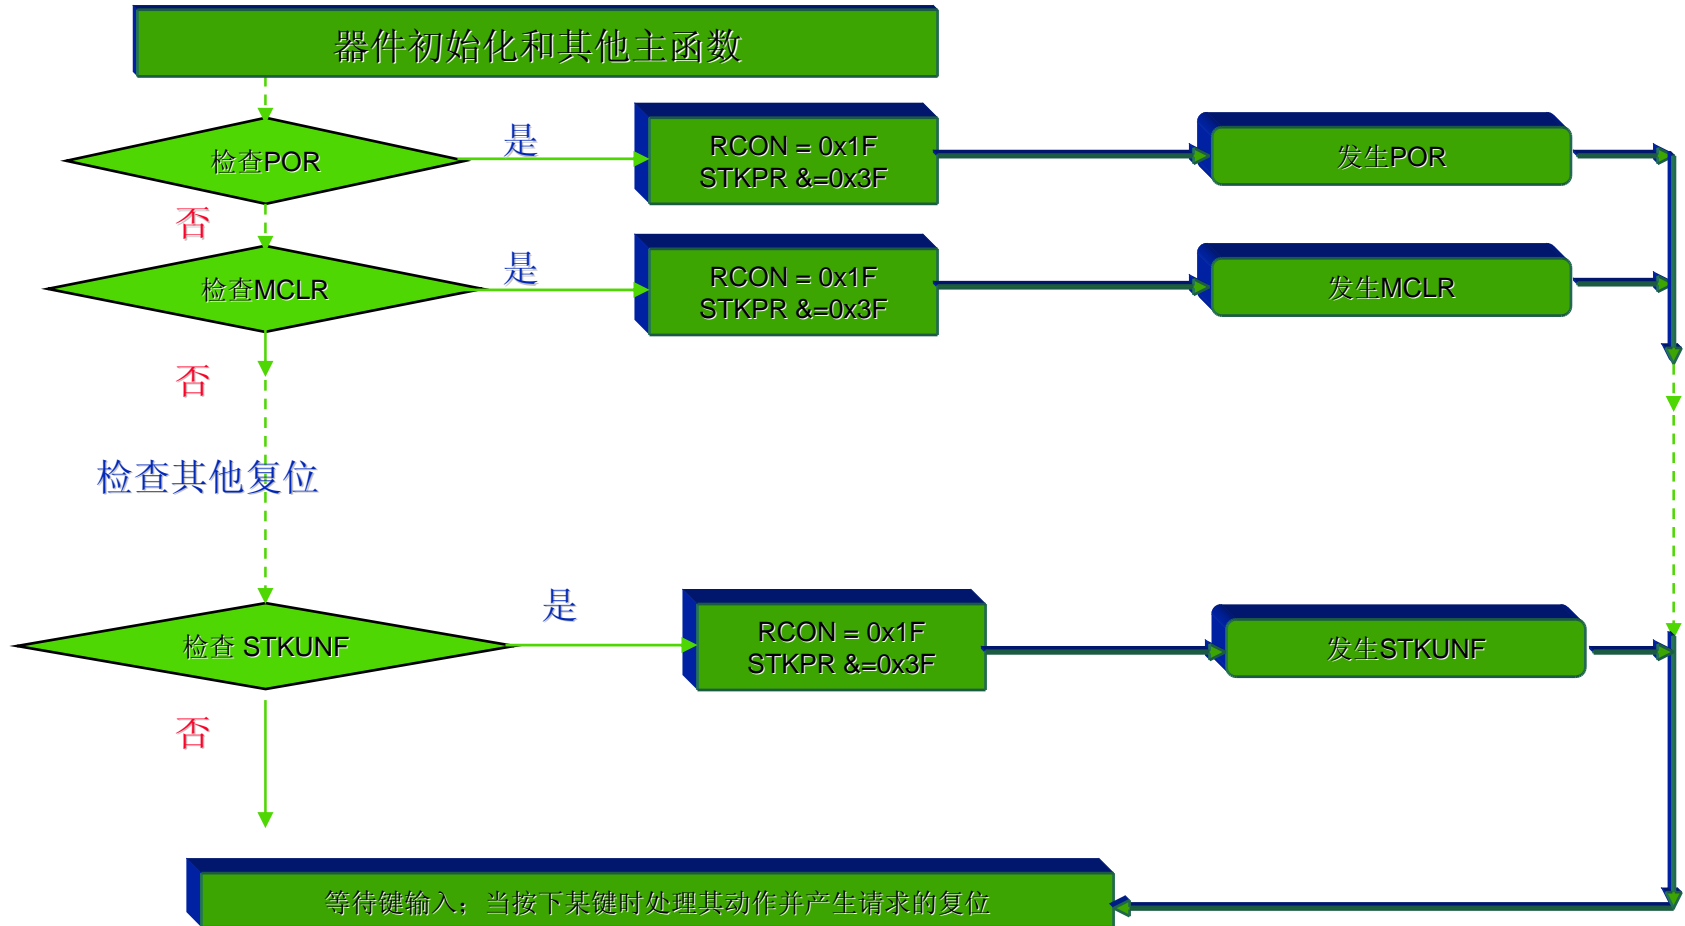 器件初始化和其他主函数
检查POR
是
RCON = 0x1F
STKPR &=0x3F
发生POR
否
检查MCLR
是
RCON = 0x1F
STKPR &=0x3F
发生MCLR
否
检查其他复位
检查 STKUNF
是
RCON = 0x1F
STKPR &=0x3F
发生STKUNF
否
等待键输入；当按下某键时处理其动作并产生请求的复位